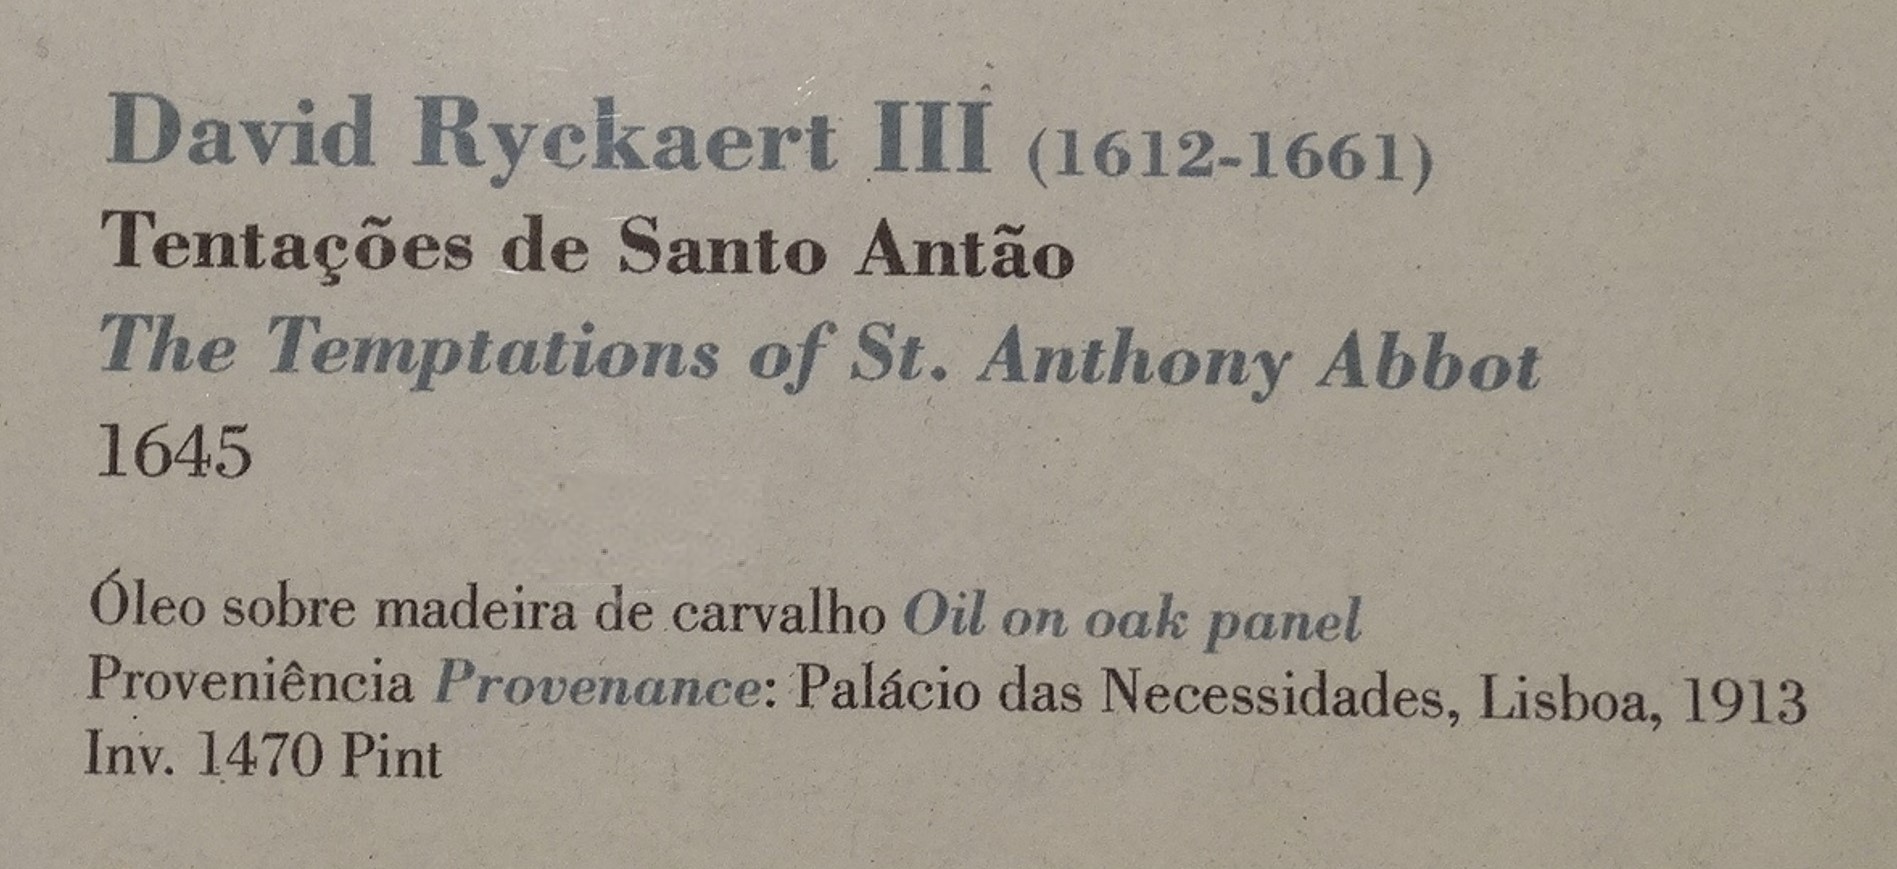 David Ryckaert III (1612-1661)
Tentações de Santo Antão
The Temptations of St. Anthony Abbot
1645
Óleo sobre madeira de carvalho Oil on oak panel
Proveniência Provenance: Palácio das Necessidades, Lisboa, 1913
Inv. 1470 Pint